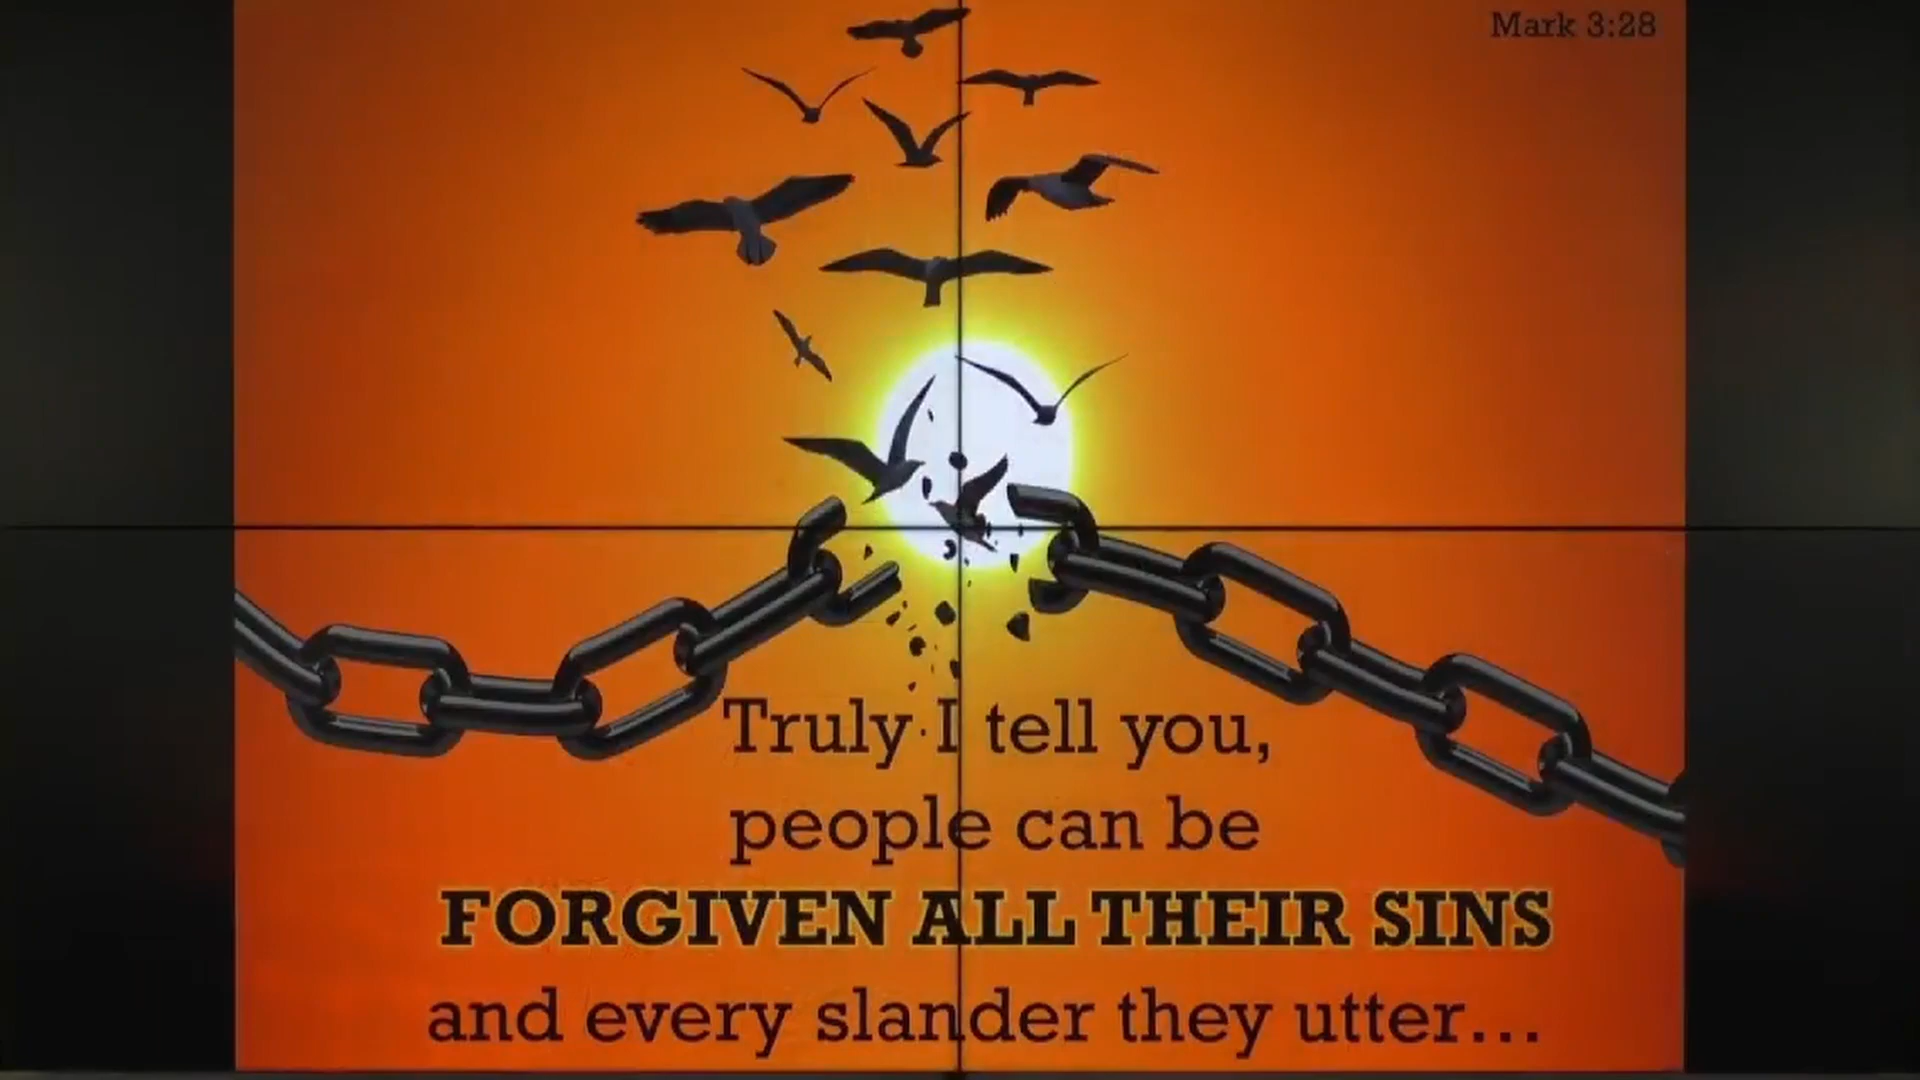 Mark 3:28
Truly I tell you,
people can be
FORGIVEN ALL THEIR SINS
and every slander they utter...